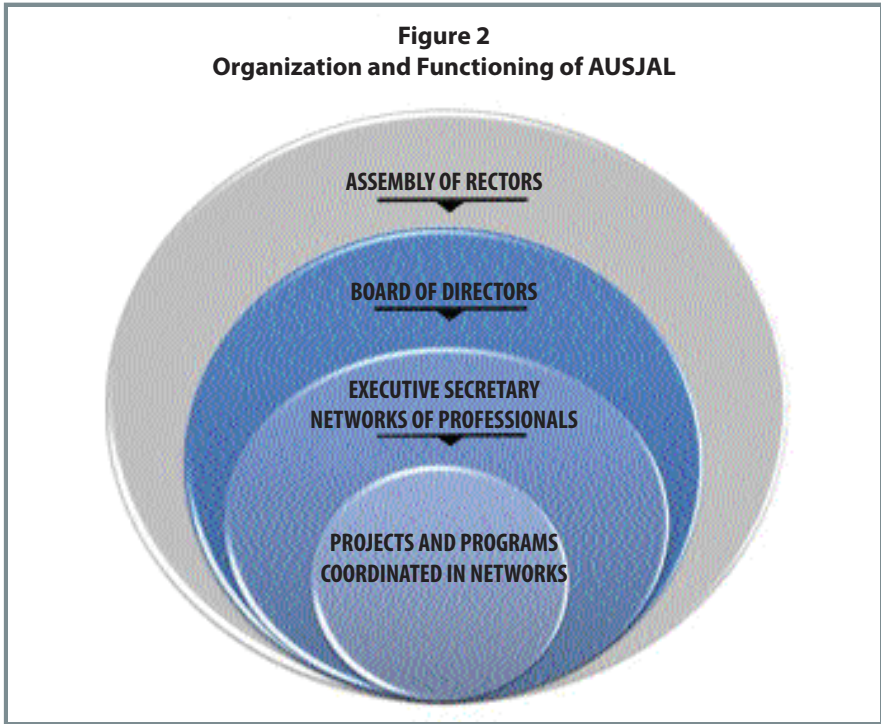 Figure 2
Organization and Functioning of AUSJAL
ASSEMBLY OF RECTORS
BOARD OF DIRECTORS
EXECUTIVE SECRETARY
NETWORKS OF PROFESSIONALS
PROJECTS AND PROGRAMS
COORDINATED IN NETWORKS